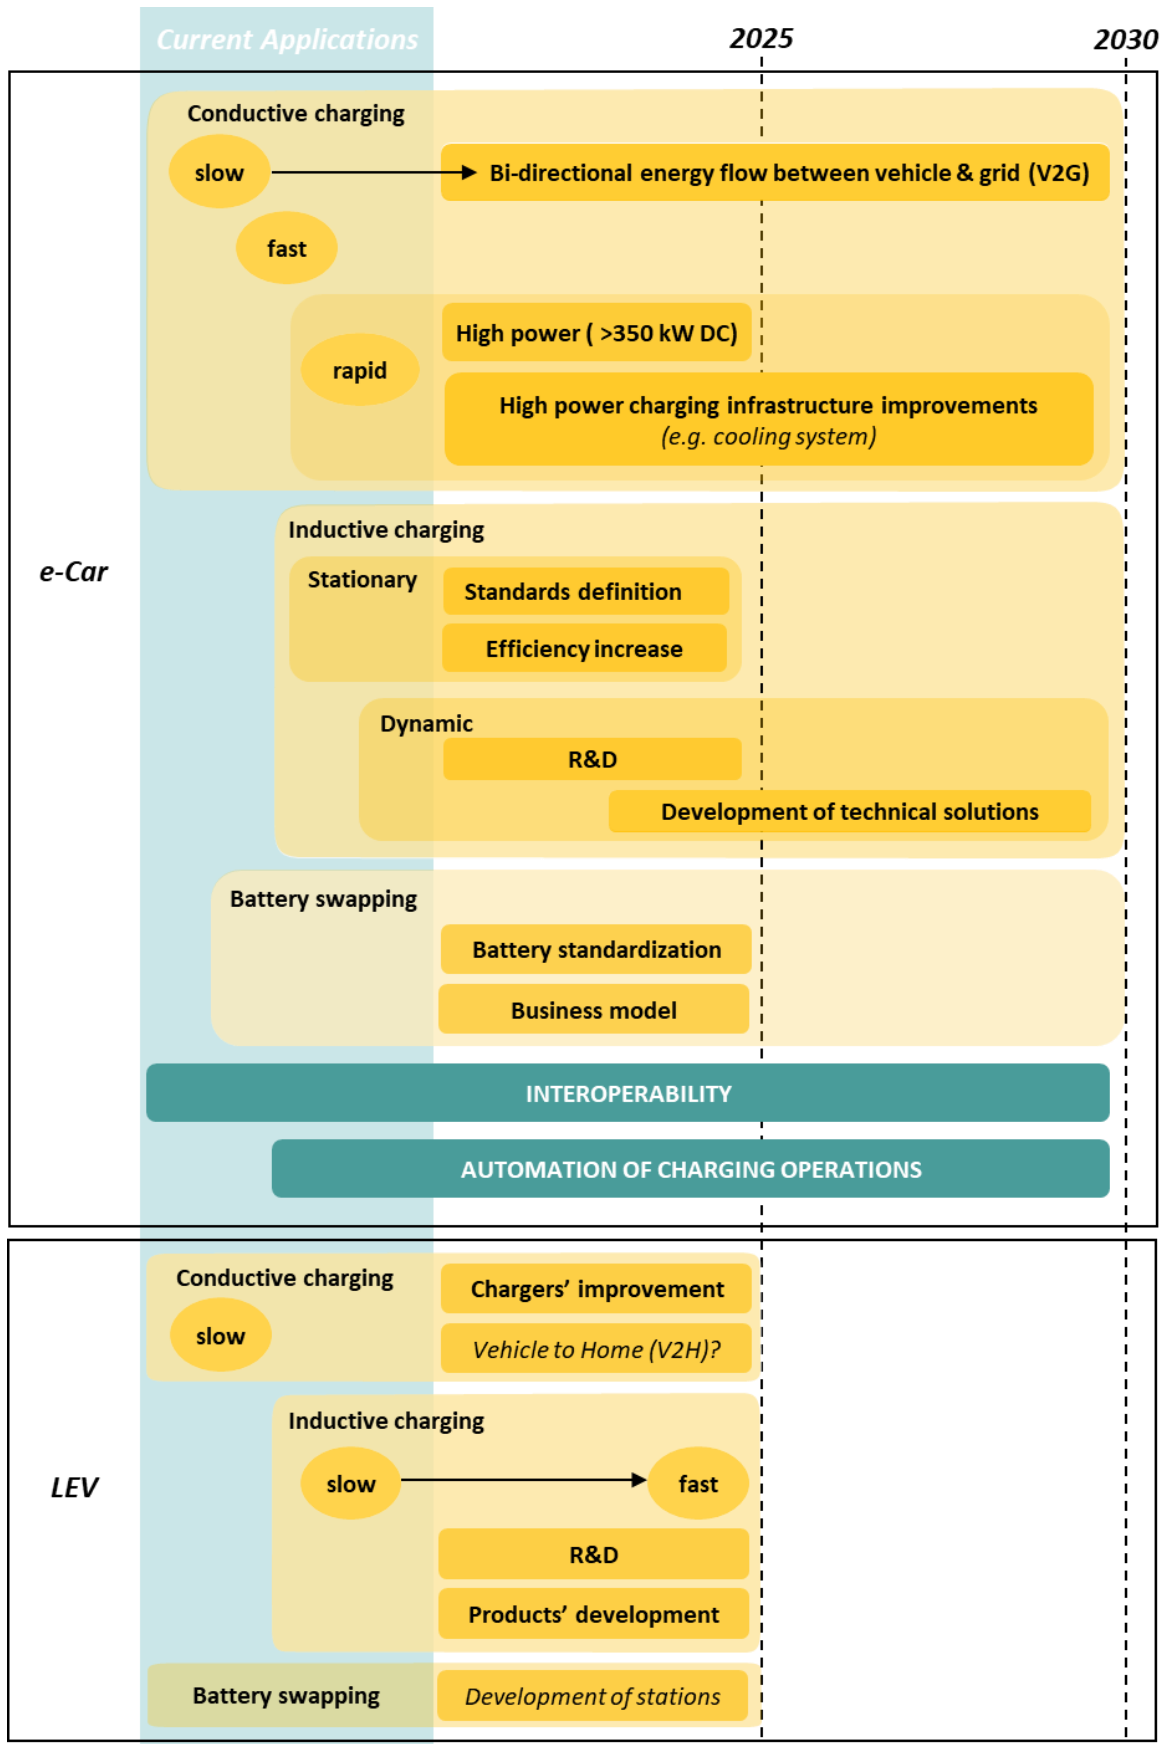 Current Applications
2025
2030
e-Car
Conductive charging
slow
Bi-directional energy flow between vehicle & grid (V2G)
fast
rapid
High power ( >350 kW DC)
High power charging infrastructure improvements
(e.g. cooling system)
Inductive charging
Stationary
Standards definition
Efficiency increase
Dynamic
R&D
Development of technical solutions
Battery swapping
Battery standardization
Business model
INTEROPERABILITY
AUTOMATION OF CHARGING OPERATIONS
LEV
Conductive charging
slow
Chargers’ improvement
Vehicle to Home (V2H)?
Inductive charging
slow
fast
R&D
Products’ development
Battery swapping
Development of stations